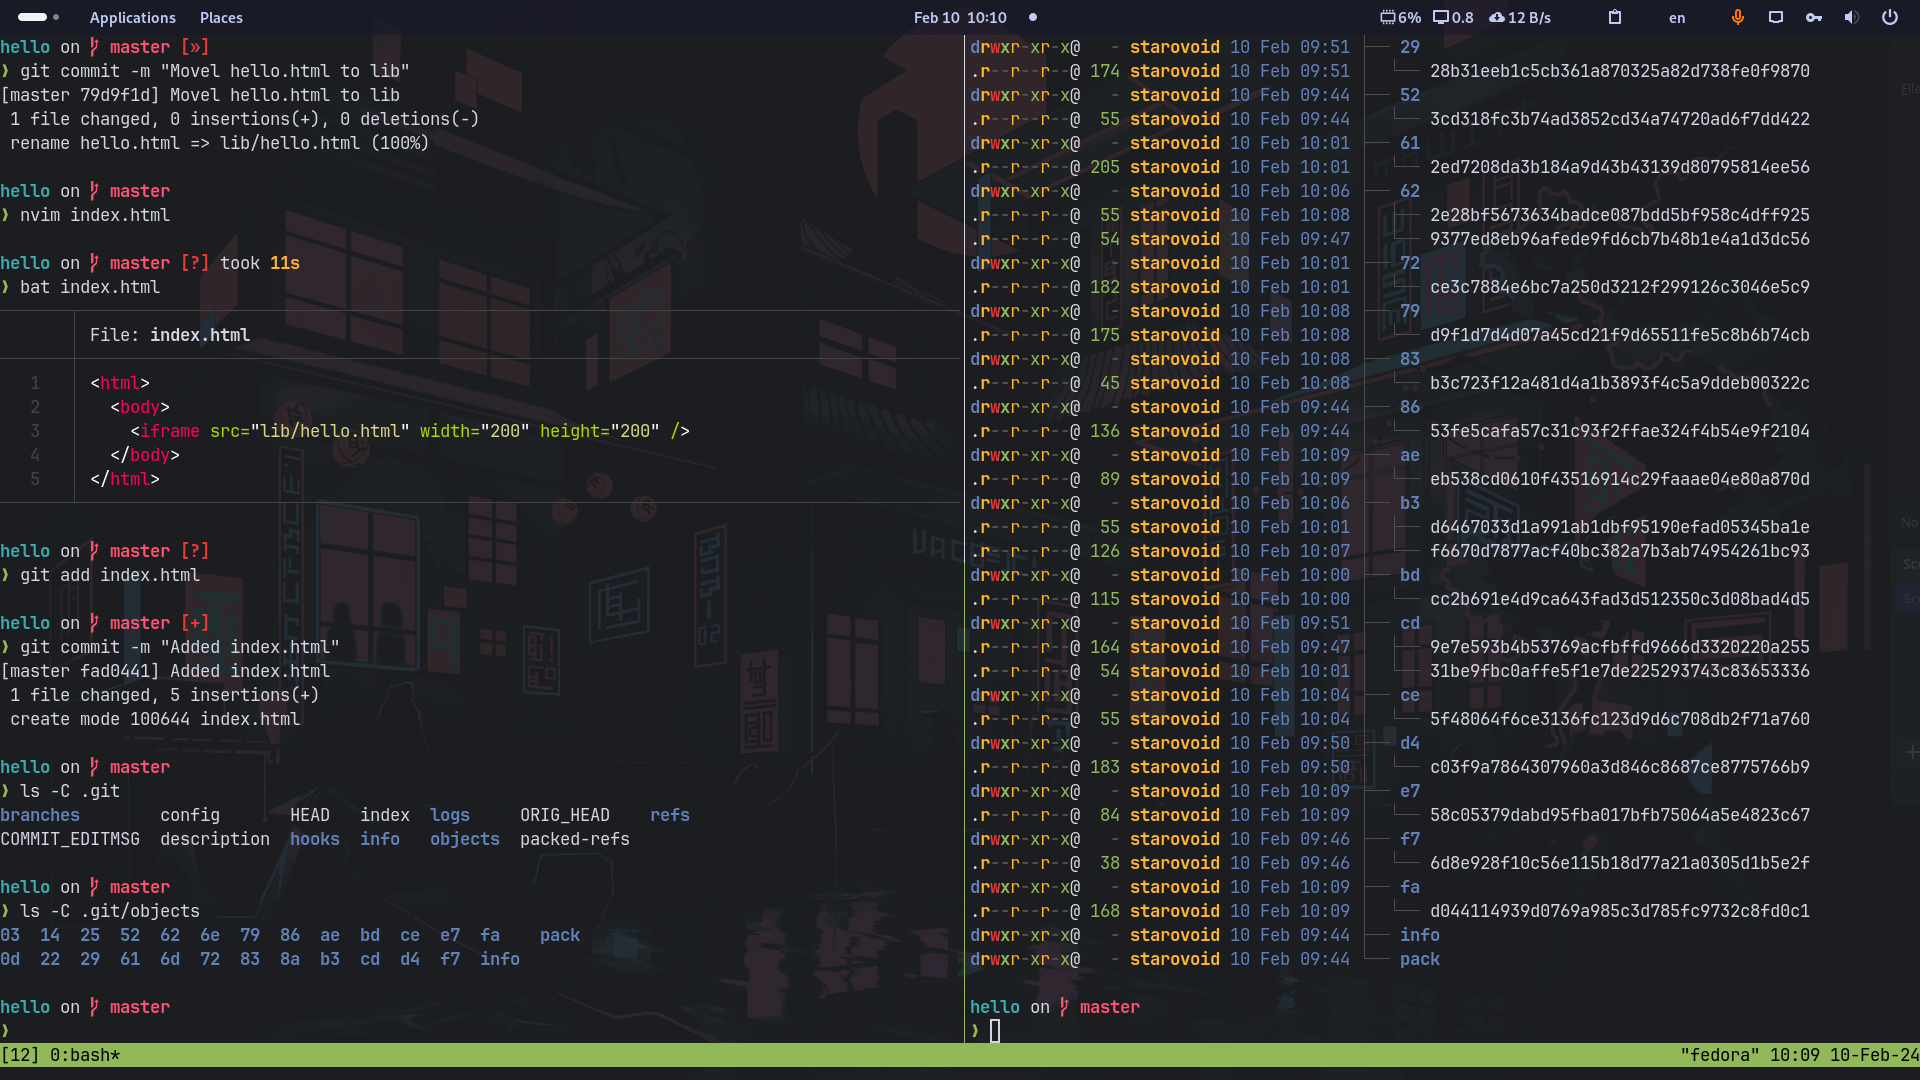 Applications Places Feb 10 10:10 6% 0.8 12 B/s en
hello on master [»]
❯ git commit -m "Movel hello.html to lib"
[master 79d9f1d] Movel hello.html to lib
1 file changed, 0 insertions(+), 0 deletions(-)
rename hello.html => lib/hello.html (100%)
hello on master
❯ nvim index.html
hello on master [?] took 11s
❯ bat index.html
File: index.html
1 <html>
2 <body>
3 <iframe src="lib/hello.html" width="200" height="200" />
4 </body>
5 </html>
hello on master [?]
❯ git add index.html
hello on master [+]
❯ git commit -m "Added index.html"
[master fad0441] Added index.html
1 file changed, 5 insertions(+)
create mode 100644 index.html
hello on master
❯ ls -C .git
branches config HEAD index logs ORIG_HEAD refs
COMMIT_EDITMSG description hooks info objects packed-refs
hello on master
❯ ls -C .git/objects
03 14 25 52 62 6e 79 86 ae bd ce e7 fa pack
0d 22 29 61 6d 72 83 8a b3 cd d4 f7 info
hello on master
❯
drwxr-xr-x@ - starovoid 10 Feb 09:51 29
.r--r--r--@ 174 starovoid 10 Feb 09:51 28b31eeb1c5cb361a870325a82d738fe0f9870
drwxr-xr-x@ - starovoid 10 Feb 09:44 52
.r--r--r--@ 55 starovoid 10 Feb 09:44 3cd318fc3b74ad3852cd34a74720ad6f7dd422
drwxr-xr-x@ - starovoid 10 Feb 10:01 61
.r--r--r--@ 205 starovoid 10 Feb 10:01 2ed7208da3b184a9d43b43139d80795814ee56
drwxr-xr-x@ - starovoid 10 Feb 10:06 62
.r--r--r--@ 55 starovoid 10 Feb 10:08 2e28bf5673634badce087bdd5bf958c4dff925
.r--r--r--@ 54 starovoid 10 Feb 09:47 9377ed8eb96afede9fd6cb7b48b1e4a1d3dc56
drwxr-xr-x@ - starovoid 10 Feb 10:01 72
.r--r--r--@ 182 starovoid 10 Feb 10:01 ce3c7884e6bc7a250d3212f299126c3046e5c9
drwxr-xr-x@ - starovoid 10 Feb 10:08 79
.r--r--r--@ 175 starovoid 10 Feb 10:08 d9f1d7d4d07a45cd21f9d65511fe5c8b6b74cb
drwxr-xr-x@ - starovoid 10 Feb 10:08 83
.r--r--r--@ 45 starovoid 10 Feb 10:08 b3c723f12a481d4a1b3893f4c5a9ddeb00322c
drwxr-xr-x@ - starovoid 10 Feb 09:44 86
.r--r--r--@ 136 starovoid 10 Feb 09:44 53fe5cafa57c31c93f2ffae324f4b54e9f2104
drwxr-xr-x@ - starovoid 10 Feb 10:09 ae
.r--r--r--@ 89 starovoid 10 Feb 10:09 eb538cd0610f43516914c29faaae04e80a870d
drwxr-xr-x@ - starovoid 10 Feb 10:06 b3
.r--r--r--@ 55 starovoid 10 Feb 10:01 d6467033d1a991ab1dbf95190efad05345ba1e
.r--r--r--@ 126 starovoid 10 Feb 10:07 f6670d7877acf40bc382a7b3ab74954261bc93
drwxr-xr-x@ - starovoid 10 Feb 10:00 bd
.r--r--r--@ 115 starovoid 10 Feb 10:00 cc2b691e4d9ca643fad3d512350c3d08bad4d5
drwxr-xr-x@ - starovoid 10 Feb 09:51 cd
.r--r--r--@ 164 starovoid 10 Feb 09:47 9e7e593b4b53769acfbffd9666d3320220a255
.r--r--r--@ 54 starovoid 10 Feb 10:01 31be9fbc0affe5f1e7de225293743c83653336
drwxr-xr-x@ - starovoid 10 Feb 10:04 ce
.r--r--r--@ 55 starovoid 10 Feb 10:04 5f48064f6ce3136fc123d9d6c708db2f71a760
drwxr-xr-x@ - starovoid 10 Feb 09:50 d4
.r--r--r--@ 183 starovoid 10 Feb 09:50 c03f9a7864307960a3d846c8687ce8775766b9
drwxr-xr-x@ - starovoid 10 Feb 10:09 e7
.r--r--r--@ 84 starovoid 10 Feb 10:09 58c05379dabd95fba017bfb75064a5e4823c67
drwxr-xr-x@ - starovoid 10 Feb 09:46 f7
.r--r--r--@ 38 starovoid 10 Feb 09:46 6d8e928f10c56e115b18d77a21a0305d1b5e2f
drwxr-xr-x@ - starovoid 10 Feb 10:09 fa
.r--r--r--@ 168 starovoid 10 Feb 10:09 d044114939d0769a985c3d785fc9732c8fd0c1
drwxr-xr-x@ - starovoid 10 Feb 09:44 info
drwxr-xr-x@ - starovoid 10 Feb 09:44 pack
hello on master
❯
[12] 0:bash* "fedora" 10:09 10-Feb-24